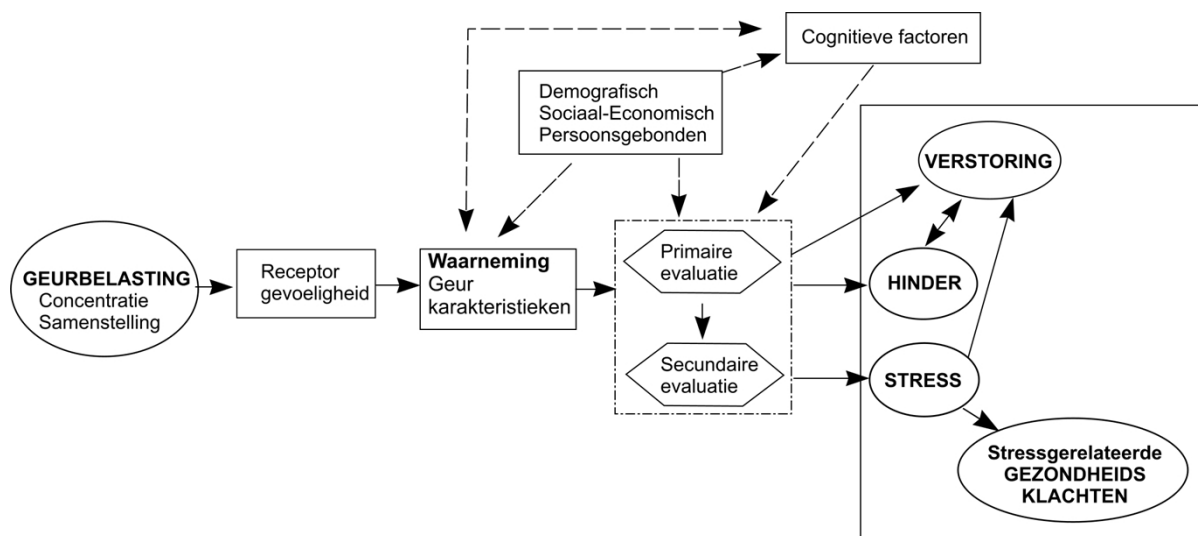 Cognitieve factoren
Demografisch
Sociaal-Economisch
Persoonsgebonden
VERSTORING
GEURBELASTING
Concentratie
Samenstelling
Receptor
gevoeligheid
Waarneming
Geur
karakteristieken
Primaire
evaluatie
HINDER
Secundaire
evaluatie
STRESS
Stressgerelateerde
GEZONDHEIDS
KLACHTEN